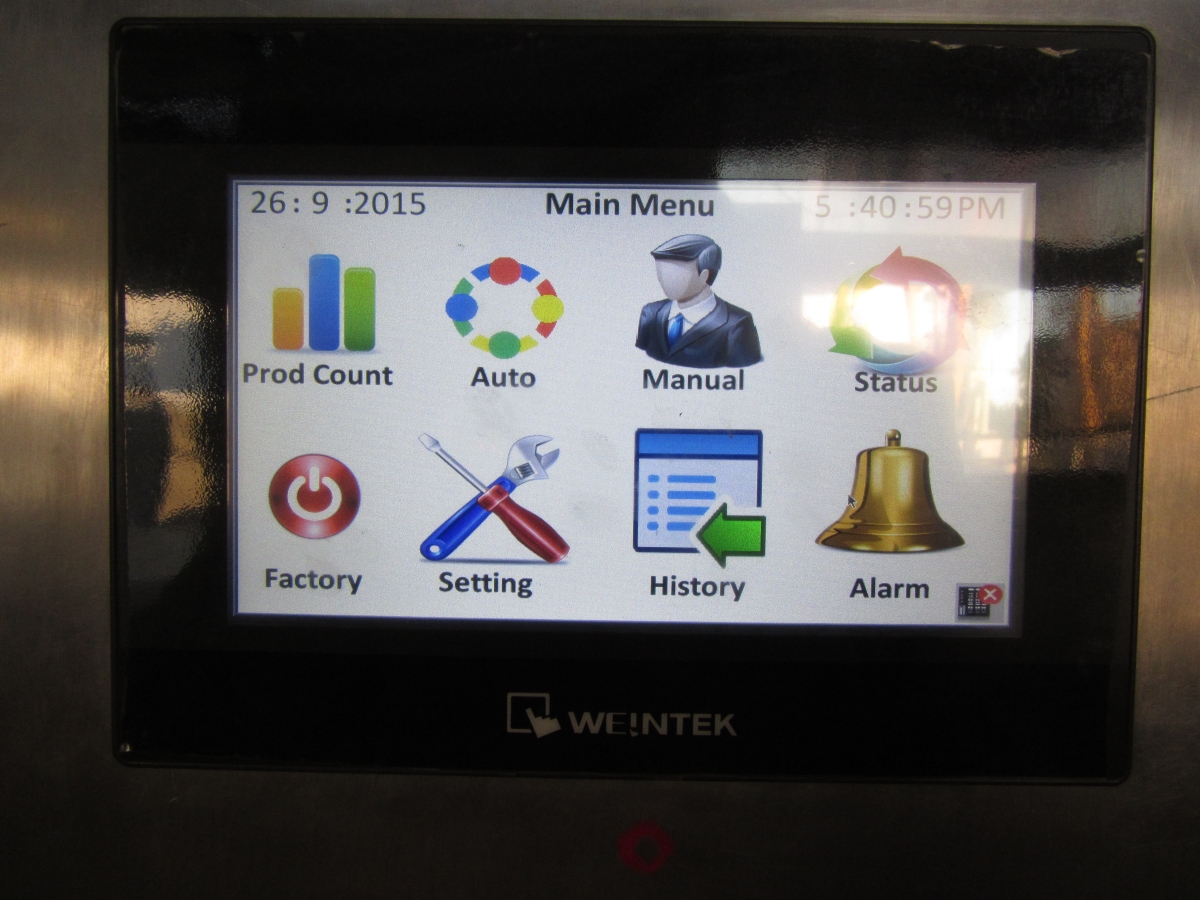 26: 9 :2015 Main Menu 5 :40:59PM
Prod Count Auto Manual Status
Factory Setting History Alarm
WEINTEK